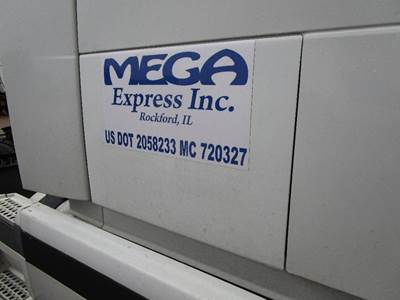 MEGA
Express Inc.
Rockford, IL
US DOT 2058233 MC 720327